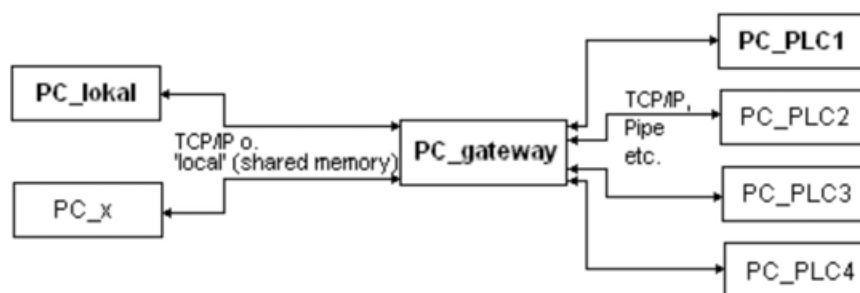 PC_lokal
PC_x
TCP/IP o.
'local' (shared memory)
PC_gateway
TCP/IP,
Pipe
etc.
PC_PLC1
PC_PLC2
PC_PLC3
PC_PLC4